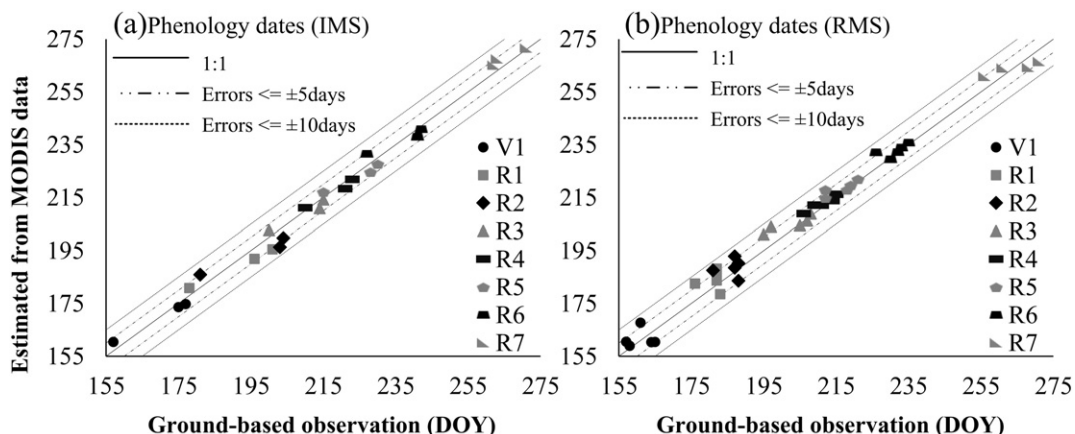 Estimated from MODIS data
(a)Phenology dates (IMS)
275
255
235
215
195
175
155
1:1
Errors <= ±5days
Errors <= ±10days
V1
R1
R2
R3
R4
R5
R6
R7
155 175 195 215 235 255 275
Ground-based observation (DOY)
(b)Phenology dates (RMS)
275
255
235
215
195
175
155
1:1
Errors <= ±5days
Errors <= ±10days
V1
R1
R2
R3
R4
R5
R6
R7
155 175 195 215 235 255 275
Ground-based observation (DOY)